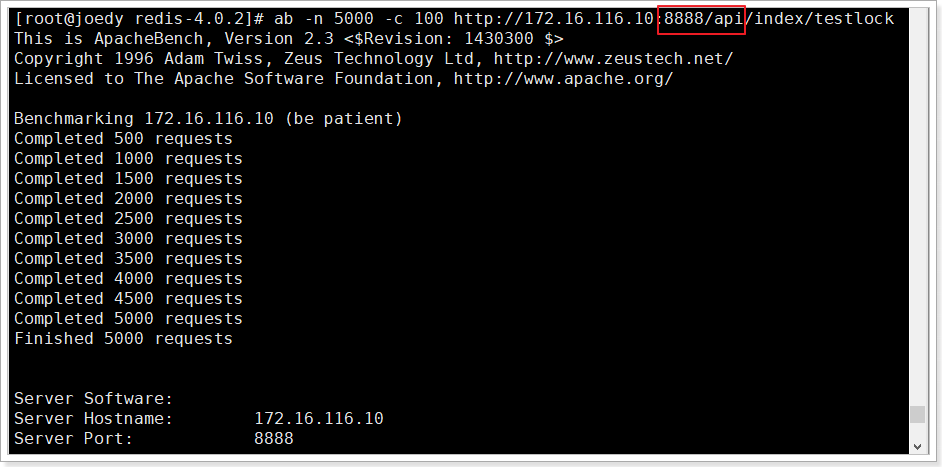 [root@joedy redis-4.0.2]# ab -n 5000 -c 100 http://172.16.116.10:8888/api/index/testlock
This is ApacheBench, Version 2.3 <$Revision: 1430300 $>
Copyright 1996 Adam Twiss, Zeus Technology Ltd, http://www.zeustech.net/
Licensed to The Apache Software Foundation, http://www.apache.org/
Benchmarking 172.16.116.10 (be patient)
Completed 500 requests
Completed 1000 requests
Completed 1500 requests
Completed 2000 requests
Completed 2500 requests
Completed 3000 requests
Completed 3500 requests
Completed 4000 requests
Completed 4500 requests
Completed 5000 requests
Finished 5000 requests
Server Software:
Server Hostname: 172.16.116.10
Server Port: 8888